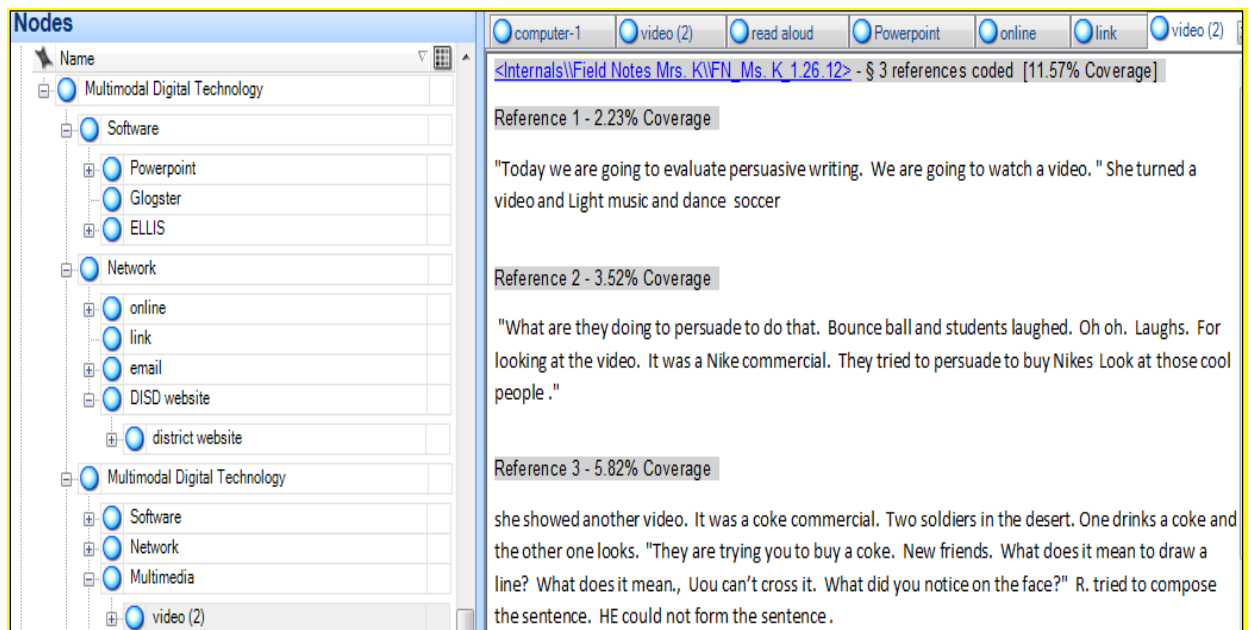 Nodes
Name
Multimodal Digital Technology
Software
Powerpoint
Glogster
ELLIS
Network
online
link
email
DISD website
district website
Multimodal Digital Technology
Software
Network
Multimedia
video (2)
computer-1
video (2)
read aloud
Powerpoint
online
link
video (2)
<Internals\\Field Notes Mrs. K\\FN_Ms. K_1.26.12> - § 3 references coded [11.57% Coverage]
Reference 1 - 2.23% Coverage
"Today we are going to evaluate persuasive writing. We are going to watch a video. " She turned a
video and Light music and dance soccer
Reference 2 - 3.52% Coverage
"What are they doing to persuade to do that. Bounce ball and students laughed. Oh oh. Laughs. For
looking at the video. It was a Nike commercial. They tried to persuade to buy Nikes Look at those cool
people ."
Reference 3 - 5.82% Coverage
she showed another video. It was a coke commercial. Two soldiers in the desert. One drinks a coke and
the other one looks. "They are trying you to buy a coke. New friends. What does it mean to draw a
line? What does it mean., Uou can't cross it. What did you notice on the face?" R. tried to compose
the sentence. HE could not form the sentence .